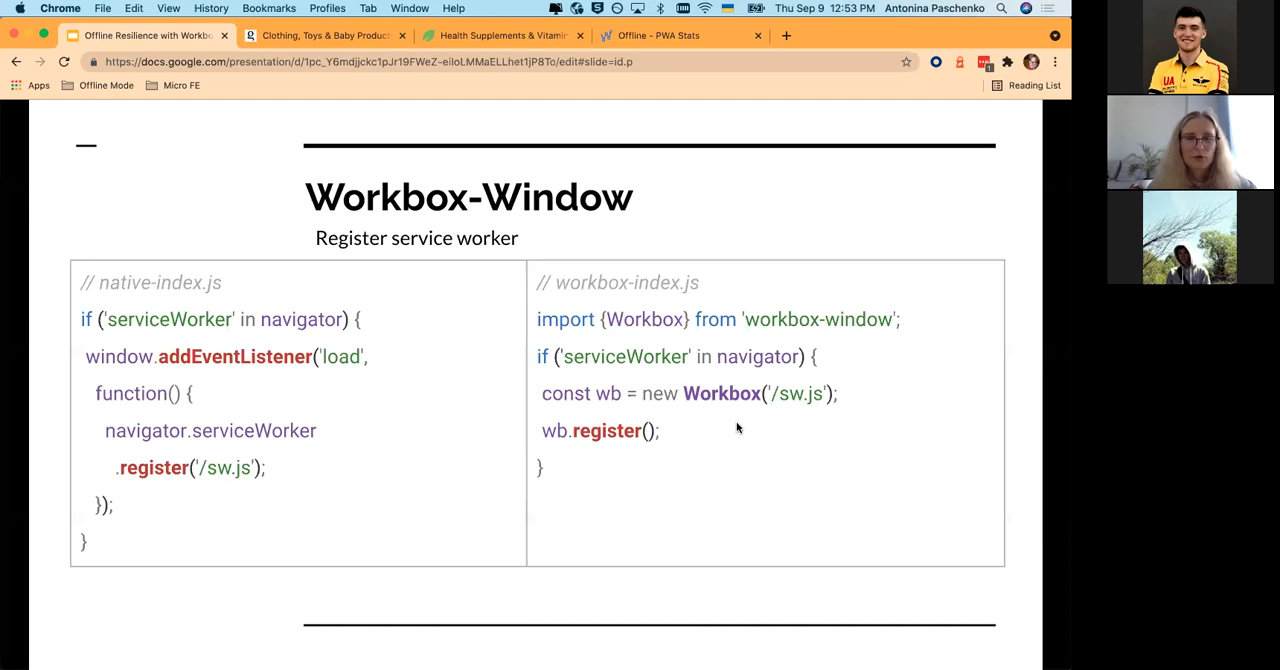 Chrome File Edit View History Bookmarks Profiles Tab Window Help Thu Sep 9 12:53 PM Antonina Paschenko
Offline Resilience with Workbo Clothing, Toys & Baby Product Health Supplements & Vitamin Offline - PWA Stats
https://docs.google.com/presentation/d/1pc_Y6mdjjckc1pJr19FWeZ-eiloLMMaELLhet1jP8To/edit#slide=id.p
Apps Offline Mode Micro FE Reading List
Workbox-Window
Register service worker
// native-index.js
if ('serviceWorker' in navigator) {
window.addEventListener('load',
function() {
navigator.serviceWorker
.register('/sw.js');
});
}
// workbox-index.js
import {Workbox} from 'workbox-window';
if ('serviceWorker' in navigator) {
const wb = new Workbox('/sw.js');
wb.register();
}
UA